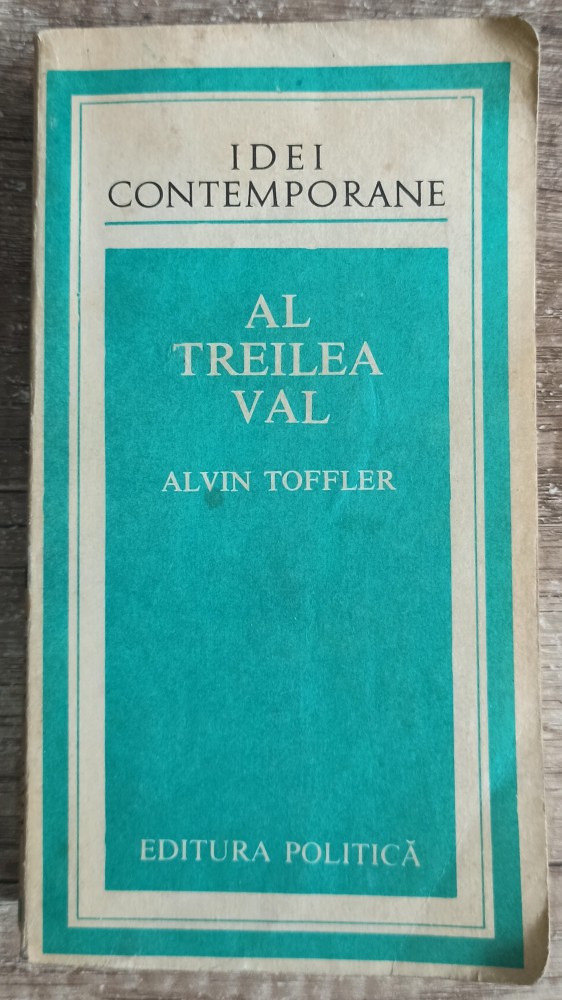 IDEI
CONTEMPORANE
AL
TREILEA
VAL
ALVIN TOFFLER
EDITURA POLITICĂ